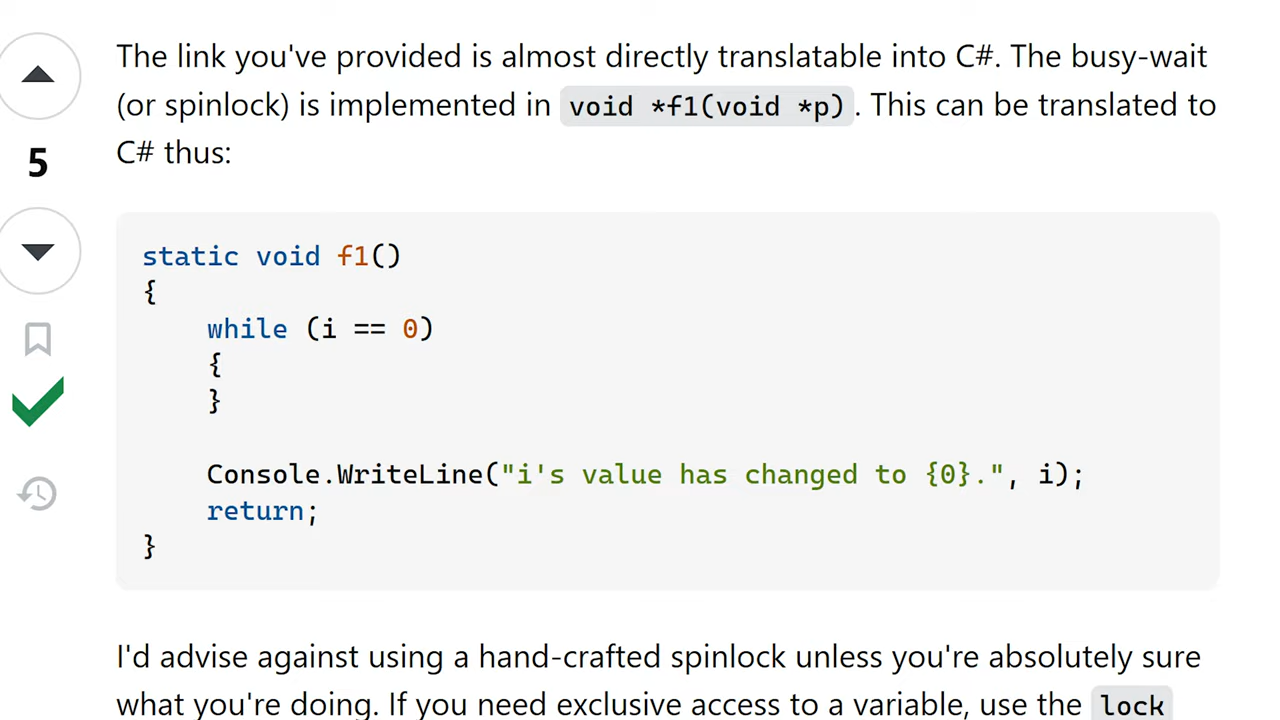 The link you've provided is almost directly translatable into C#. The busy-wait
(or spinlock) is implemented in void *f1(void *p). This can be translated to
C# thus:
5
static void f1()
{
    while (i == 0)
    {
    }

    Console.WriteLine("i's value has changed to {0}.", i);
    return;
}
I'd advise against using a hand-crafted spinlock unless you're absolutely sure
what you're doing. If you need exclusive access to a variable, use the lock